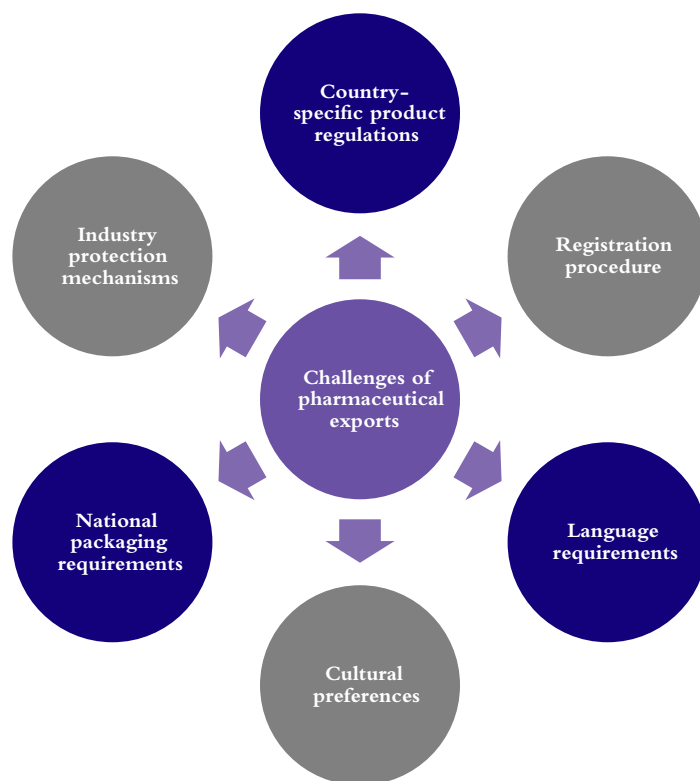 Country-
specific product
regulations
Industry
protection
mechanisms
Registration
procedure
Challenges of
pharmaceutical
exports
National
packaging
requirements
Language
requirements
Cultural
preferences